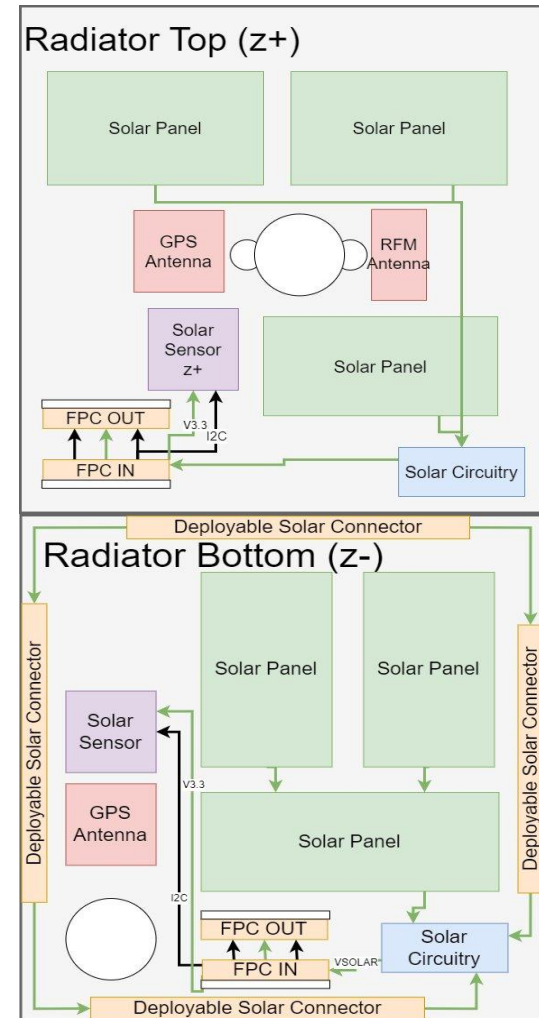 Radiator Top (z+)
Solar Panel
Solar Panel
GPS
Antenna
RFM
Antenna
Solar
Sensor
z+
Solar Panel
FPC OUT
V3.3
I2C
FPC IN
Solar Circuitry
Deployable Solar Connector
Radiator Bottom (z-)
Deployable Solar Connector
Solar Panel
Solar Panel
Deployable Solar Connector
Solar
Sensor
V3.3
GPS
Antenna
Solar Panel
I2C
FPC OUT
FPC IN
VSOLAR
Solar
Circuitry
Deployable Solar Connector